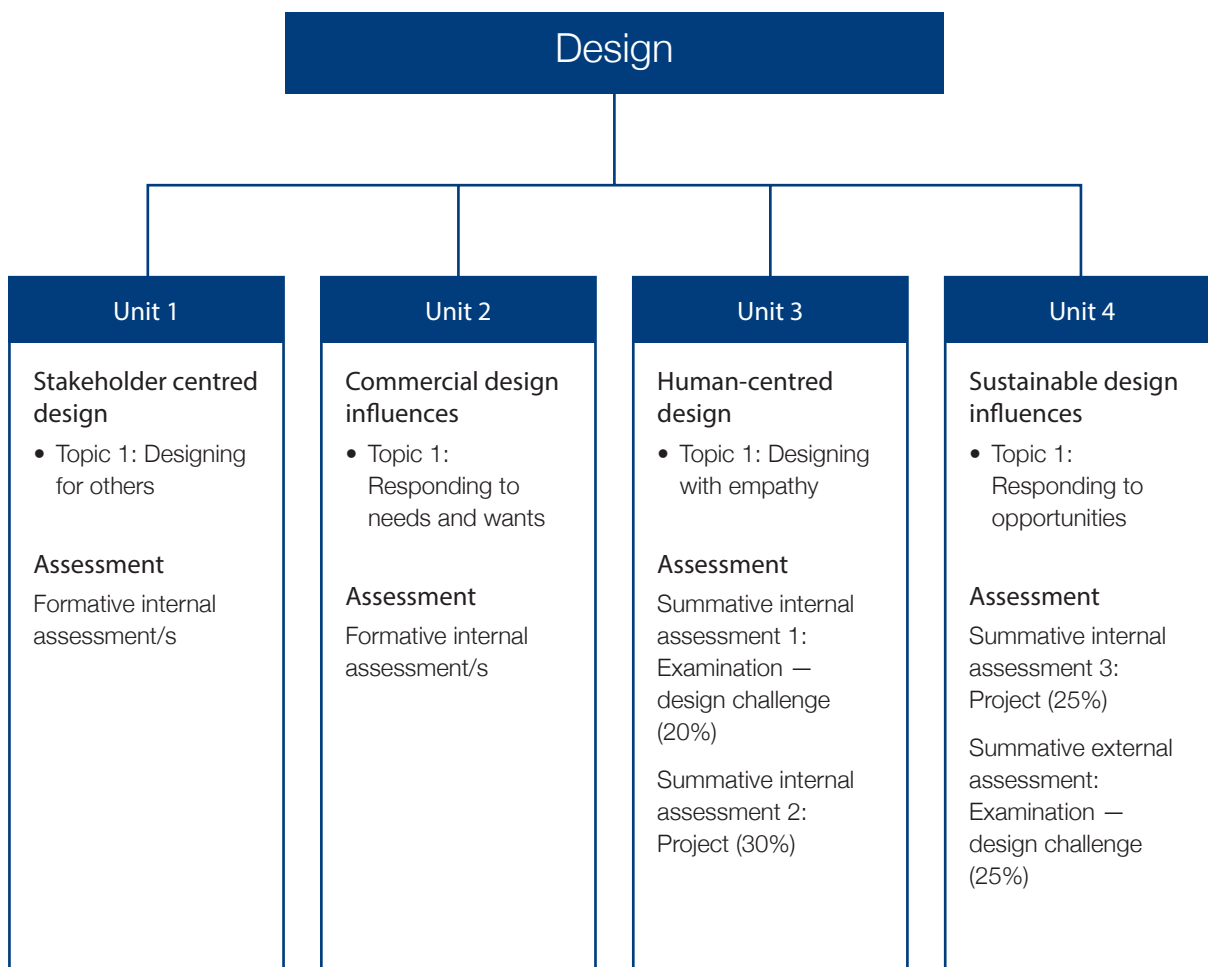 Design
Unit 1
Stakeholder centred
design
• Topic 1: Designing
for others
Assessment
Formative internal
assessment/s
Unit 2
Commercial design
influences
• Topic 1:
Responding to
needs and wants
Assessment
Formative internal
assessment/s
Unit 3
Human-centred
design
• Topic 1: Designing
with empathy
Assessment
Summative internal
assessment 1:
Examination —
design challenge
(20%)
Summative internal
assessment 2:
Project (30%)
Unit 4
Sustainable design
influences
• Topic 1:
Responding to
opportunities
Assessment
Summative internal
assessment 3:
Project (25%)
Summative external
assessment:
Examination —
design challenge
(25%)